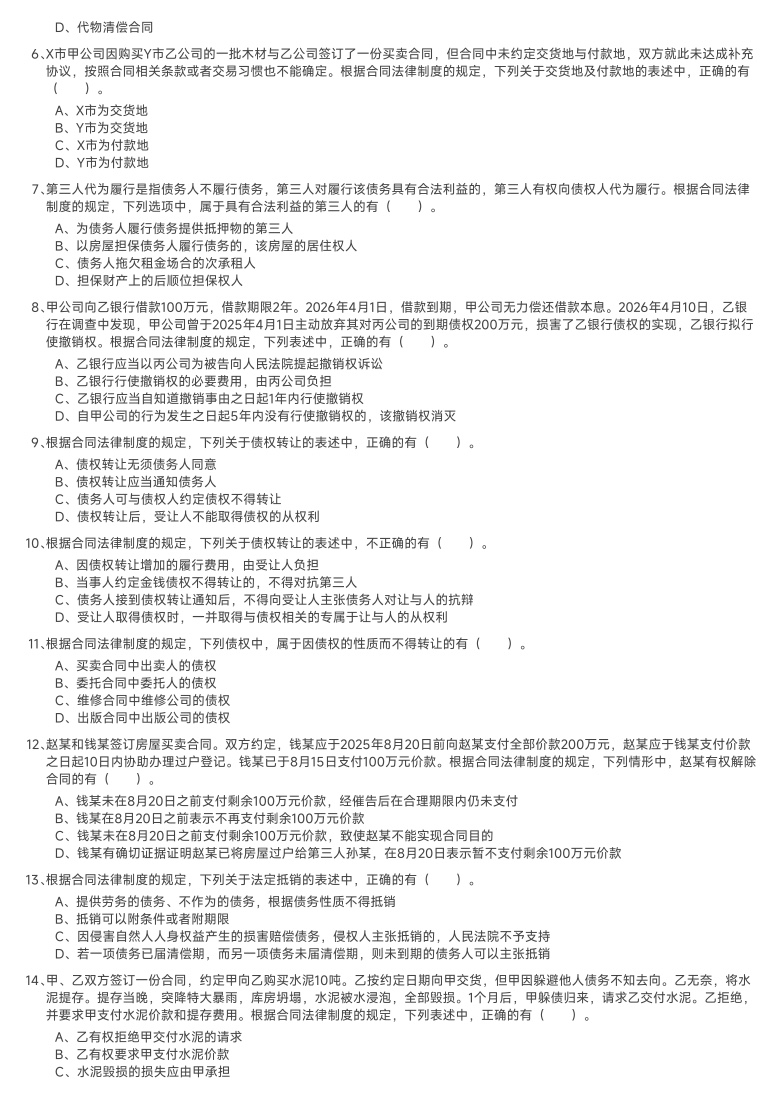 D、代物清偿合同
6、X市甲公司因购买Y市乙公司的一批木材与乙公司签订了一份买卖合同，但合同中未约定交货地与付款地，双方就此未达成补充
协议，按照合同相关条款或者交易习惯也不能确定。根据合同法律制度的规定，下列关于交货地及付款地的表述中，正确的有
（　　）。
A、X市为交货地
B、Y市为交货地
C、X市为付款地
D、Y市为付款地
7、第三人代为履行是指债务人不履行债务，第三人对履行该债务具有合法利益的，第三人有权向债权人代为履行。根据合同法律
制度的规定，下列选项中，属于具有合法利益的第三人的有（　　）。
A、为债务人履行债务提供抵押物的第三人
B、以房屋担保债务人履行债务的，该房屋的居住权人
C、债务人拖欠租金场合的次承租人
D、担保财产上的后顺位担保权人
8、甲公司向乙银行借款100万元，借款期限2年。2026年4月1日，借款到期，甲公司无力偿还借款本息。2026年4月10日，乙银
行在调查中发现，甲公司曾于2025年4月1日主动放弃其对丙公司的到期债权200万元，损害了乙银行债权的实现，乙银行拟行
使撤销权。根据合同法律制度的规定，下列表述中，正确的有（　　）。
A、乙银行应当以丙公司为被告向人民法院提起撤销权诉讼
B、乙银行行使撤销权的必要费用，由丙公司负担
C、乙银行应当自知道撤销事由之日起1年内行使撤销权
D、自甲公司的行为发生之日起5年内没有行使撤销权的，该撤销权消灭
9、根据合同法律制度的规定，下列关于债权转让的表述中，正确的有（　　）。
A、债权转让无须债务人同意
B、债权转让应当通知债务人
C、债务人可与债权人约定债权不得转让
D、债权转让后，受让人不能取得债权的从权利
10、根据合同法律制度的规定，下列关于债权转让的表述中，不正确的有（　　）。
A、因债权转让增加的履行费用，由受让人负担
B、当事人约定金钱债权不得转让的，不得对抗第三人
C、债务人接到债权转让通知后，不得向受让人主张债务人对让与人的抗辩
D、受让人取得债权时，一并取得与债权相关的专属于让与人的从权利
11、根据合同法律制度的规定，下列债权中，属于因债权的性质而不得转让的有（　　）。
A、买卖合同中出卖人的债权
B、委托合同中委托人的债权
C、维修合同中维修公司的债权
D、出版合同中出版公司的债权
12、赵某和钱某签订房屋买卖合同。双方约定，钱某应于2025年8月20日前向赵某支付全部价款200万元，赵某应于钱某支付价款
之日起10日内协助办理过户登记。钱某已于8月15日支付100万元价款。根据合同法律制度的规定，下列情形中，赵某有权解除
合同的有（　　）。
A、钱某未在8月20日之前支付剩余100万元价款，经催告后在合理期限内仍未支付
B、钱某在8月20日之前表示不再支付剩余100万元价款
C、钱某未在8月20日之前支付剩余100万元价款，致使赵某不能实现合同目的
D、钱某有确切证据证明赵某已将房屋过户给第三人孙某，在8月20日表示暂不支付剩余100万元价款
13、根据合同法律制度的规定，下列关于法定抵销的表述中，正确的有（　　）。
A、提供劳务的债务、不作为的债务，根据债务性质不得抵销
B、抵销可以附条件或者附期限
C、因侵害自然人人身权益产生的损害赔偿债务，侵权人主张抵销的，人民法院不予支持
D、若一项债务已届清偿期，而另一项债务未届清偿期，则未到期的债务人可以主张抵销
14、甲、乙双方签订一份合同，约定甲向乙购买水泥10吨。乙按约定日期向甲交货，但甲因躲避他人债务不知去向。乙无奈，将水
泥提存。提存当晚，突降特大暴雨，库房坍塌，水泥被水浸泡，全部毁损。1个月后，甲躲债归来，请求乙交付水泥。乙拒绝，
并要求甲支付水泥价款和提存费用。根据合同法律制度的规定，下列表述中，正确的有（　　）。
A、乙有权拒绝甲交付水泥的请求
B、乙有权要求甲支付水泥价款
C、水泥毁损的损失应由甲承担